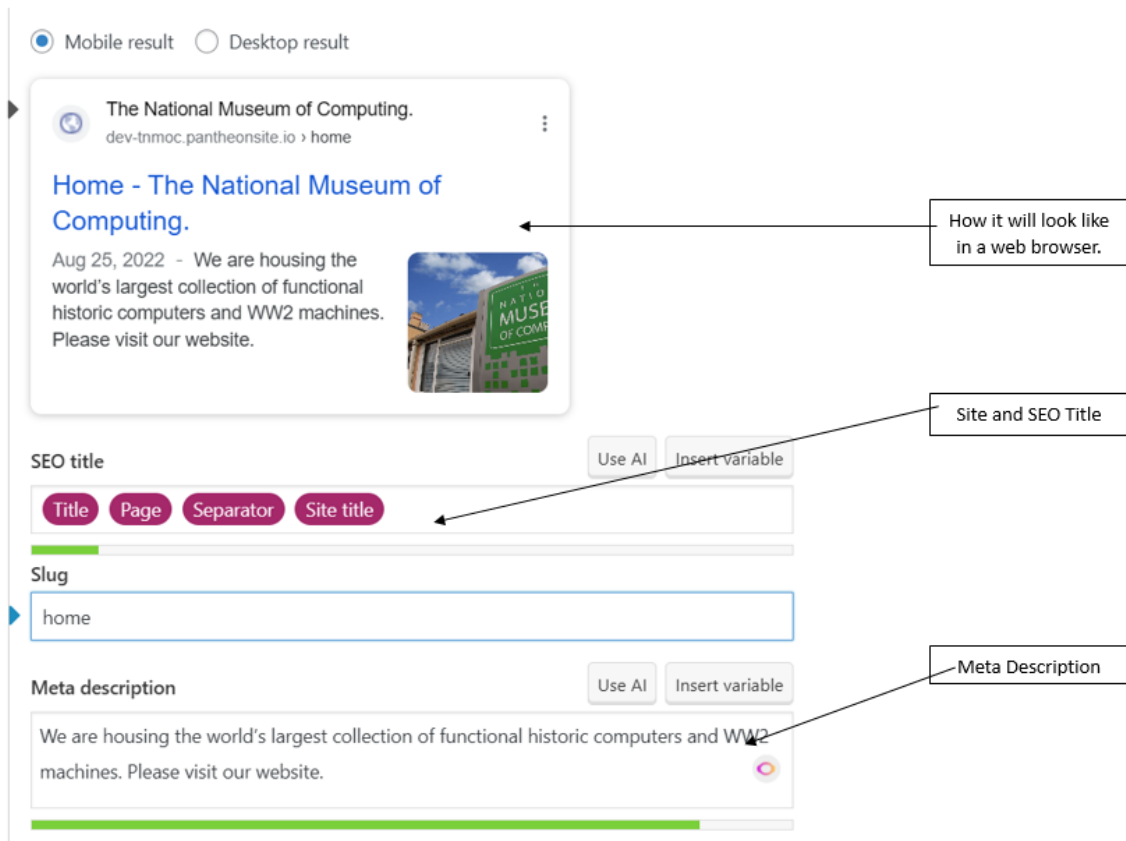 Mobile result Desktop result
The National Museum of Computing.
dev-tnmoc.pantheonsite.io › home
Home - The National Museum of
Computing.
How it will look like
in a web browser.
Aug 25, 2022 - We are housing the
world's largest collection of functional
historic computers and WW2 machines.
Please visit our website.
NATIO
MUSE
OF COMP
Site and SEO Title
SEO title Use AI Insert variable
Title Page Separator Site title
Slug
home
Meta Description
Meta description Use AI Insert variable
We are housing the world's largest collection of functional historic computers and WW2
machines. Please visit our website.